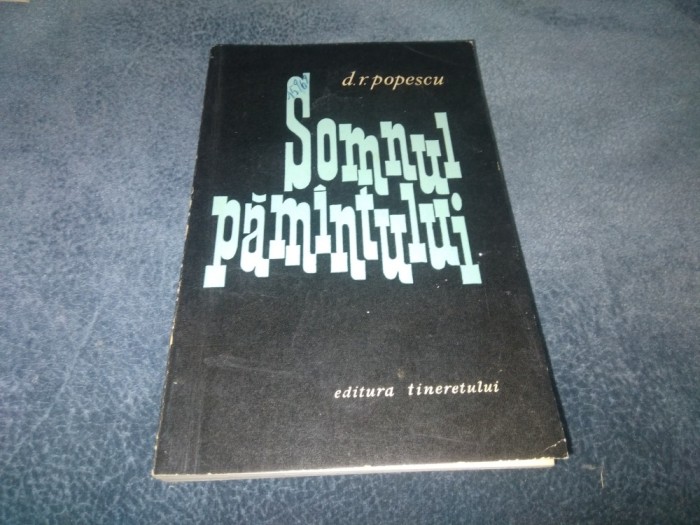 d.r.popescu
Somnul
pămîntului
editura tineretului